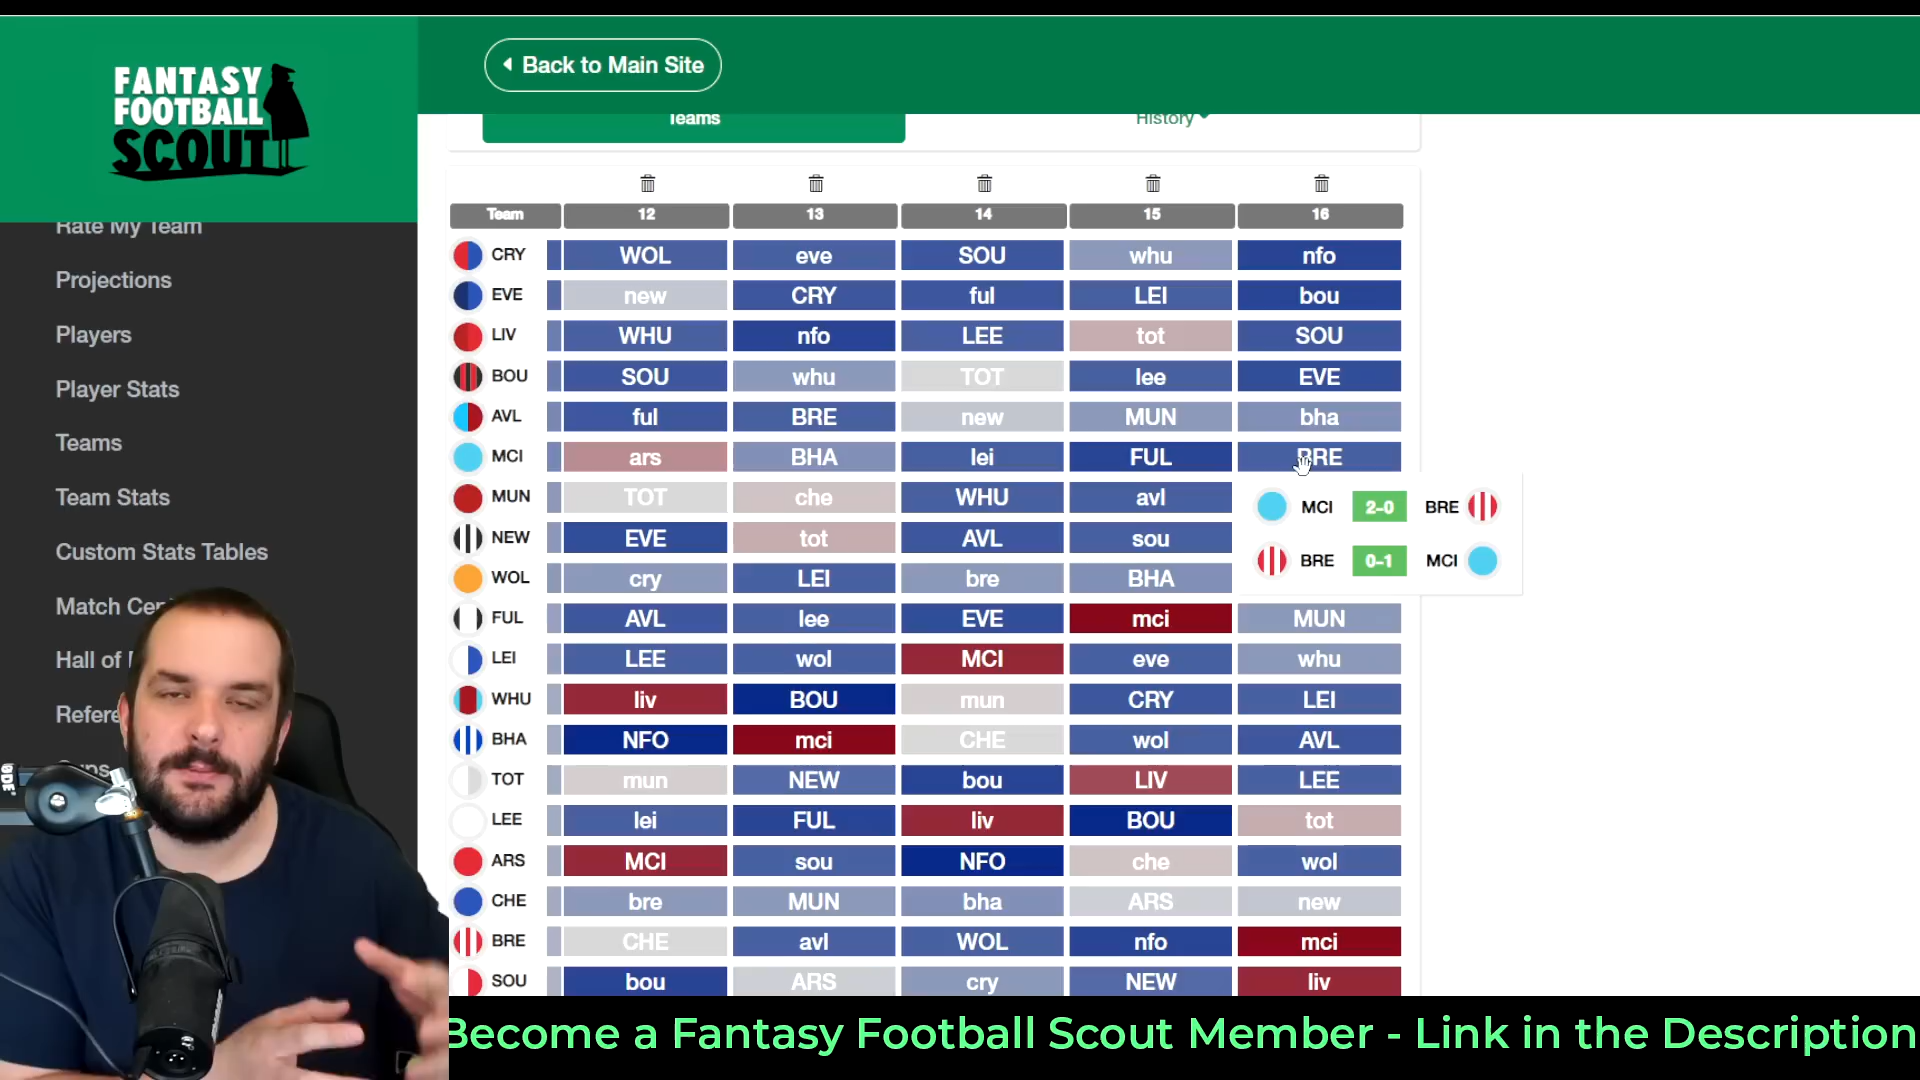 FANTASY
FOOTBALL
SCOUT
Back to Main Site
Teams
History
Rate My Team
Projections
Players
Player Stats
Teams
Team Stats
Custom Stats Tables
Match Cen
Hall of
Refere
Team 12 13 14 15 16
CRY WOL eve SOU whu nfo
EVE new CRY ful LEI bou
LIV WHU nfo LEE tot SOU
BOU SOU whu TOT lee EVE
AVL ful BRE new MUN bha
MCI ars BHA lei FUL BRE
MUN TOT che WHU avl
NEW EVE tot AVL sou
WOL cry LEI bre BHA
FUL AVL lee EVE mci MUN
LEI LEE wol MCI eve whu
WHU liv BOU mun CRY LEI
BHA NFO mci CHE wol AVL
TOT mun NEW bou LIV LEE
LEE lei FUL liv BOU tot
ARS MCI sou NFO che wol
CHE bre MUN bha ARS new
BRE CHE avl WOL nfo mci
SOU bou ARS cry NEW liv
MCI 2-0 BRE
BRE 0-1 MCI
Become a Fantasy Football Scout Member - Link in the Description